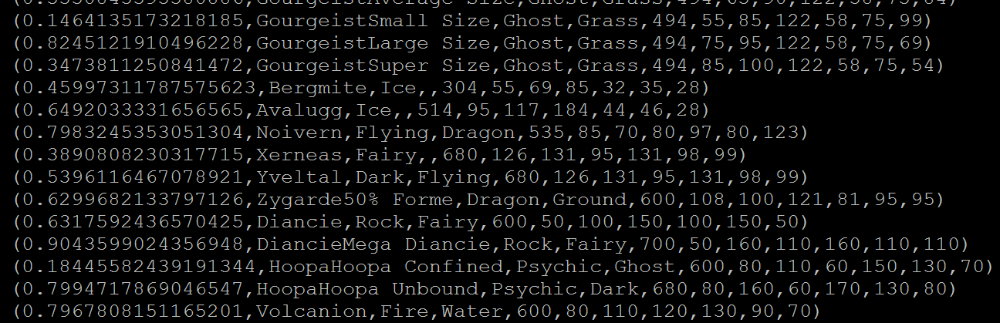 (0.1464135173218185,GourgeistSmall Size,Ghost,Grass,494,55,85,122,58,75,99)
(0.8245121910496228,GourgeistLarge Size,Ghost,Grass,494,75,95,122,58,75,69)
(0.3473811250841472,GourgeistSuper Size,Ghost,Grass,494,85,100,122,58,75,54)
(0.45997311787575623,Bergmite,Ice,,304,55,69,85,32,35,28)
(0.6492033331656565,Avalugg,Ice,,514,95,117,184,44,46,28)
(0.7983245353051304,Noivern,Flying,Dragon,535,85,70,80,97,80,123)
(0.3890808230317715,Xerneas,Fairy,,680,126,131,95,131,98,99)
(0.5396116467078921,Yveltal,Dark,Flying,680,126,131,95,131,98,99)
(0.6299682133797126,Zygarde50% Forme,Dragon,Ground,600,108,100,121,81,95,95)
(0.6317592436570425,Diancie,Rock,Fairy,600,50,100,150,100,150,50)
(0.9043599024356948,DiancieMega Diancie,Rock,Fairy,700,50,160,110,160,110,110)
(0.18445582439191344,HoopaHoopa Confined,Psychic,Ghost,600,80,110,60,150,130,70)
(0.7994717869046547,HoopaHoopa Unbound,Psychic,Dark,680,80,160,60,170,130,80)
(0.7967808151165201,Volcanion,Fire,Water,600,80,110,120,130,90,70)